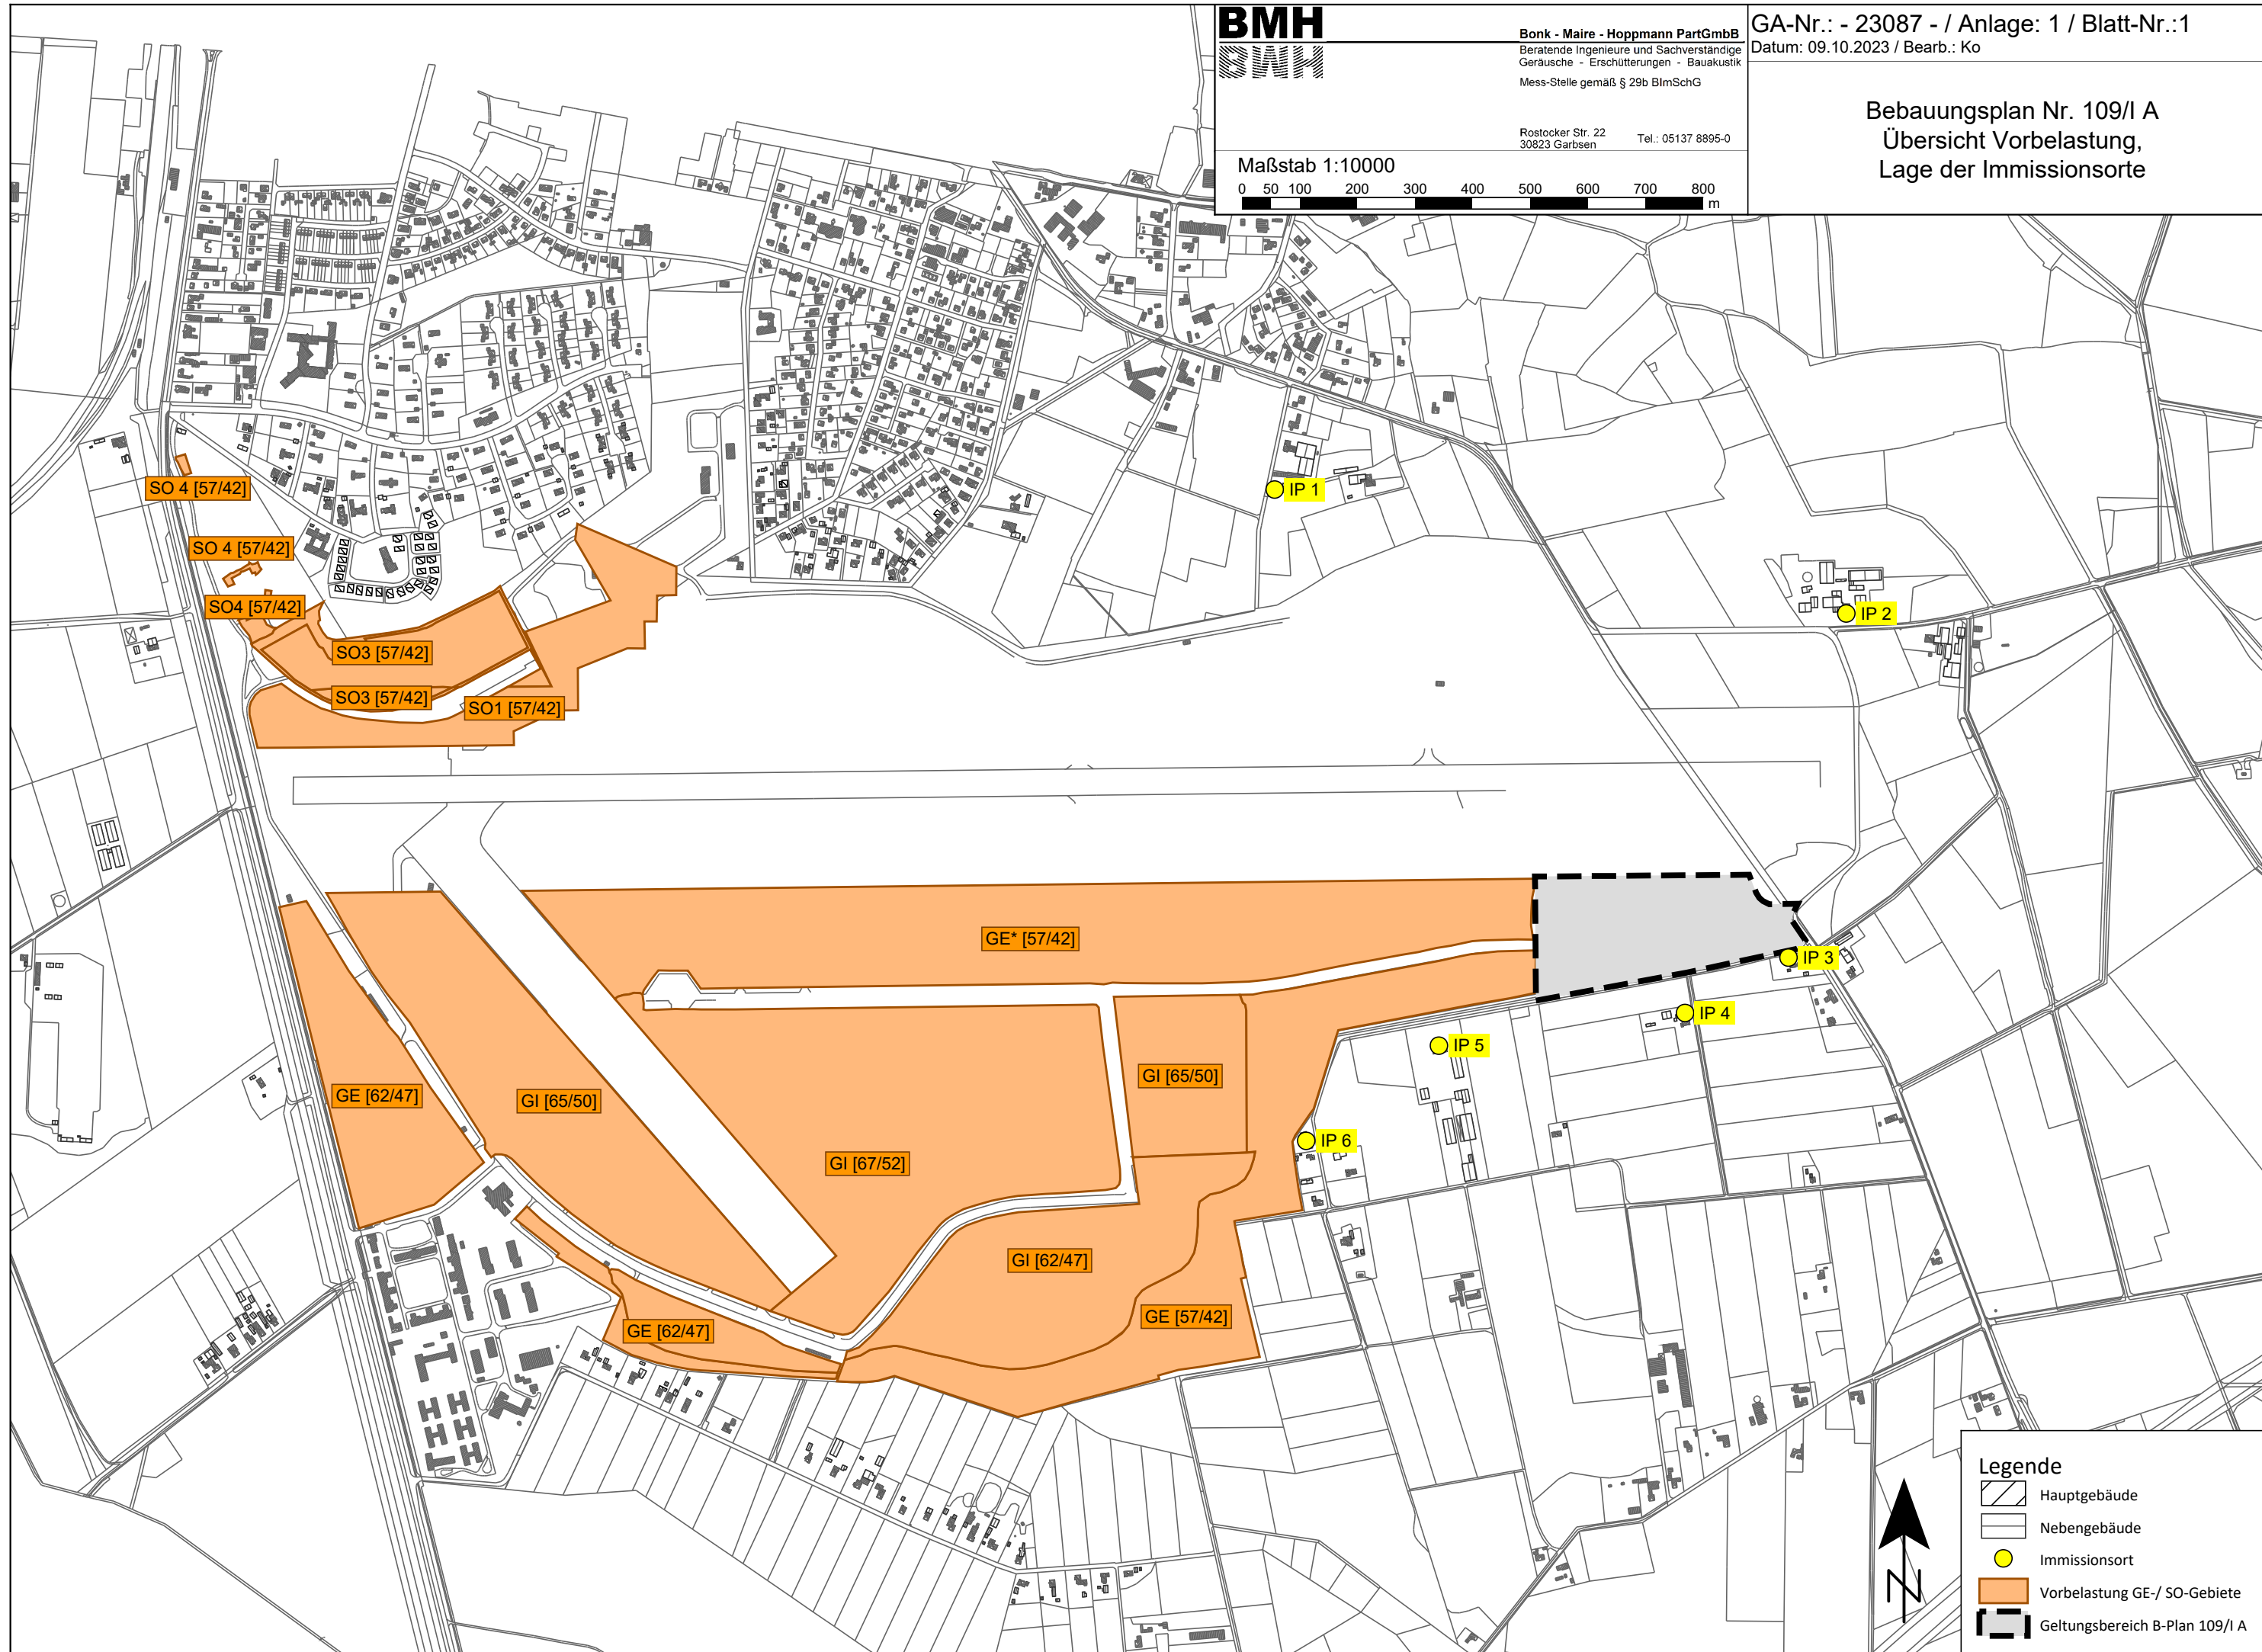 BMH
BMH
Bonk - Maire - Hoppmann PartGmbB
Beratende Ingenieure und Sachverständige
Geräusche - Erschütterungen - Bauakustik
Mess-Stelle gemäß § 29b BImSchG
Rostocker Str. 22
30823 Garbsen
Tel.: 05137 8895-0
GA-Nr.: - 23087 - / Anlage: 1 / Blatt-Nr.:1
Datum: 09.10.2023 / Bearb.: Ko
Bebauungsplan Nr. 109/I A
Übersicht Vorbelastung,
Lage der Immissionsorte
Maßstab 1:10000
0 50 100 200 300 400 500 600 700 800
m
SO 4 [57/42]
IP 1
SO 4 [57/42]
SO4 [57/42]
IP 2
SO3 [57/42]
SO3 [57/42]
SO1 [57/42]
GE* [57/42]
IP 3
IP 4
IP 5
GI [65/50]
GE [62/47]
GI [65/50]
IP 6
GI [67/52]
GI [62/47]
GE [57/42]
GE [62/47]
Legende
Hauptgebäude
Nebengebäude
Immissionsort
Vorbelastung GE-/ SO-Gebiete
Geltungsbereich B-Plan 109/I A
N